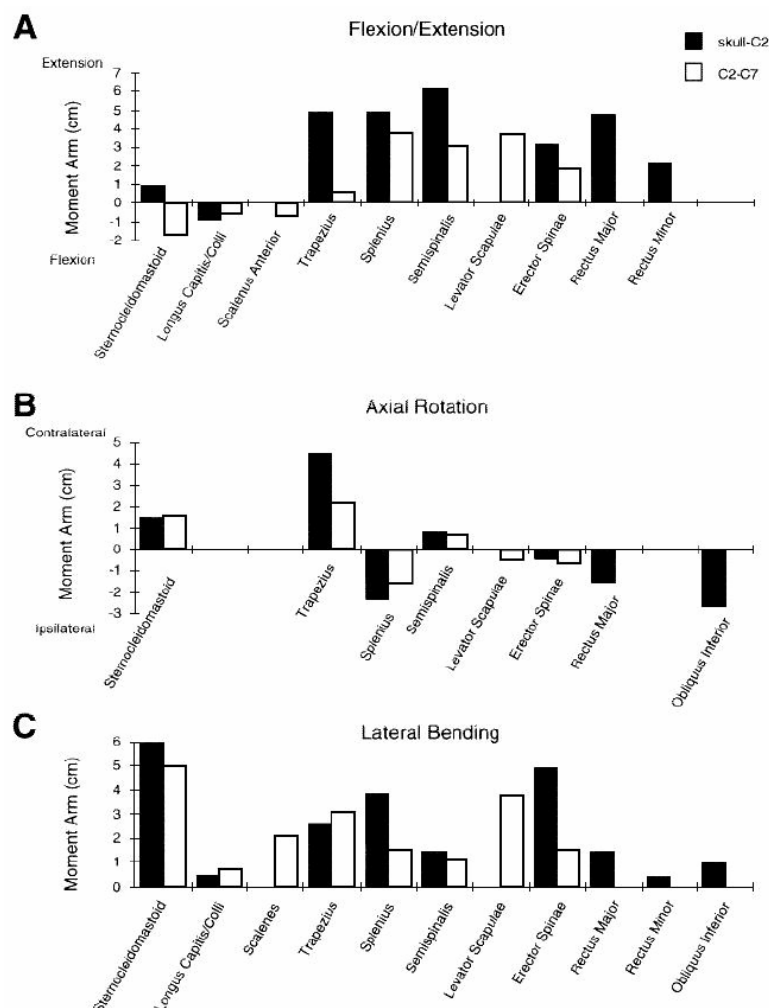 A
Flexion/Extension
skull-C2
C2-C7
Extension
7
6
5
4
3
2
1
0
-1
-2
Flexion
Moment Arm (cm)
Sternocleidomastoid
Longus Capitis/Colli
Scalenus Anterior
Trapezius
Splenius
Semispinalis
Levator Scapulae
Erector Spinae
Rectus Major
Rectus Minor
B
Axial Rotation
Contralateral
5
4
3
2
1
0
-1
-2
-3
Ipsilateral
Moment Arm (cm)
Sternocleidomastoid
Trapezius
Splenius
Semispinalis
Levator Scapulae
Erector Spinae
Rectus Major
Obliquus Inferior
C
Lateral Bending
6
5
4
3
2
1
0
Moment Arm (cm)
Sternocleidomastoid
Longus Capitis/Colli
Scalenes
Trapezius
Splenius
Semispinalis
Levator Scapulae
Erector Spinae
Rectus Major
Rectus Minor
Obliquus Inferior